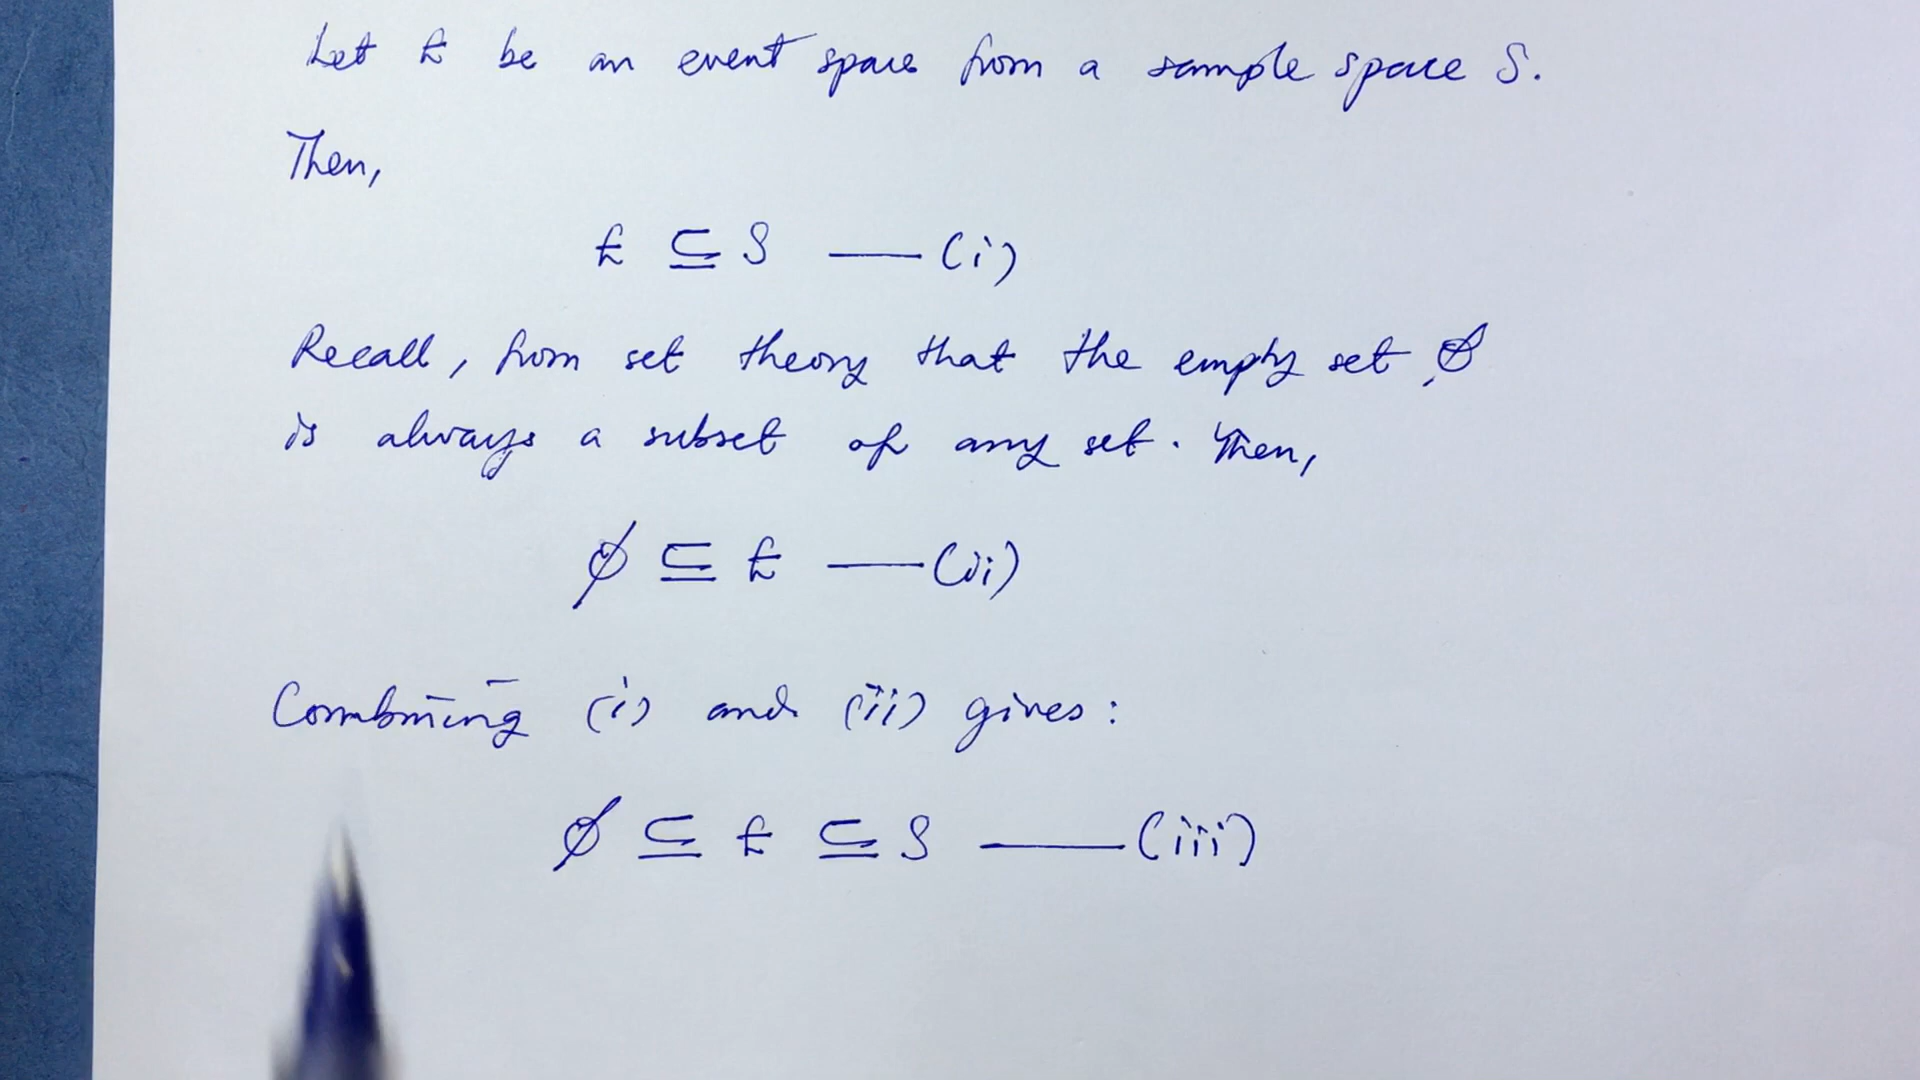 Let E be an event space from a sample space S.
Then,
E ⊆ S —(i)
Recall, from set theory that the empty set, ∅
is always a subset of any set. Then,
∅ ⊆ E —(ii)
Combining (i) and (ii) gives:
∅ ⊆ E ⊆ S —(iii)